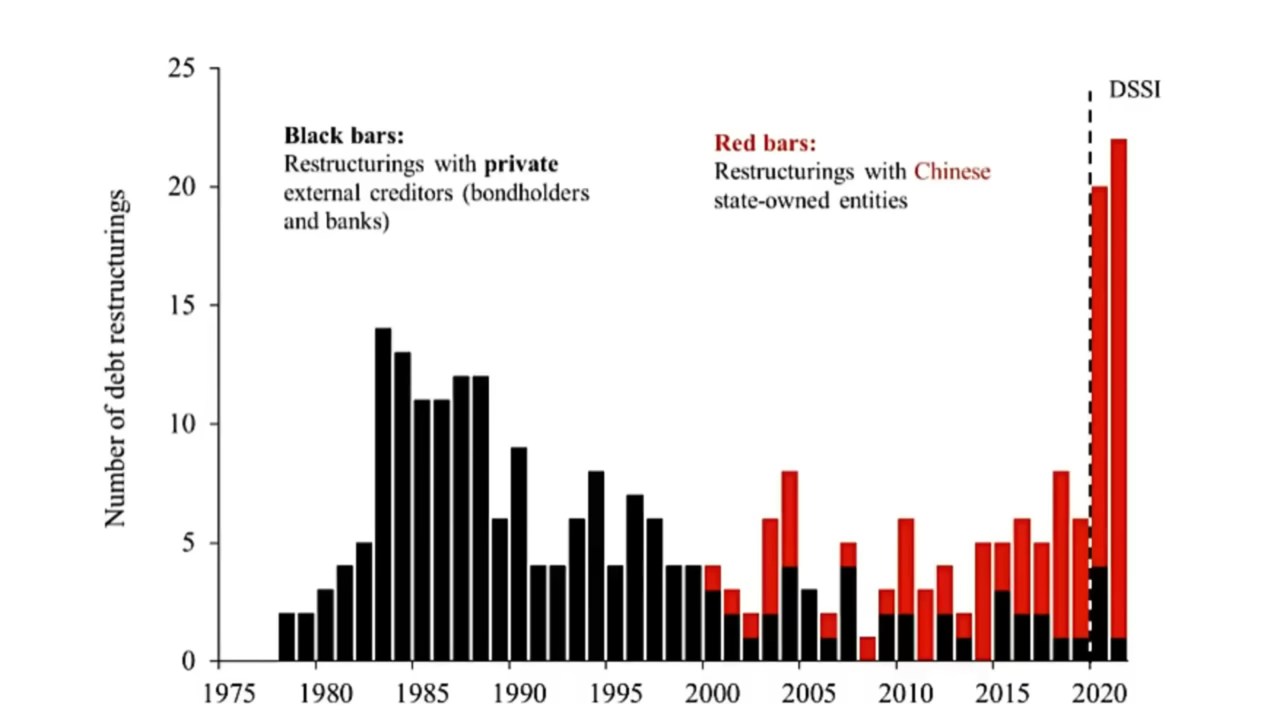 25
DSSI
Black bars:
Restructurings with private
external creditors (bondholders
and banks)
Red bars:
Restructurings with Chinese
state-owned entities
20
15
10
5
0
Number of debt restructurings
1975 1980 1985 1990 1995 2000 2005 2010 2015 2020